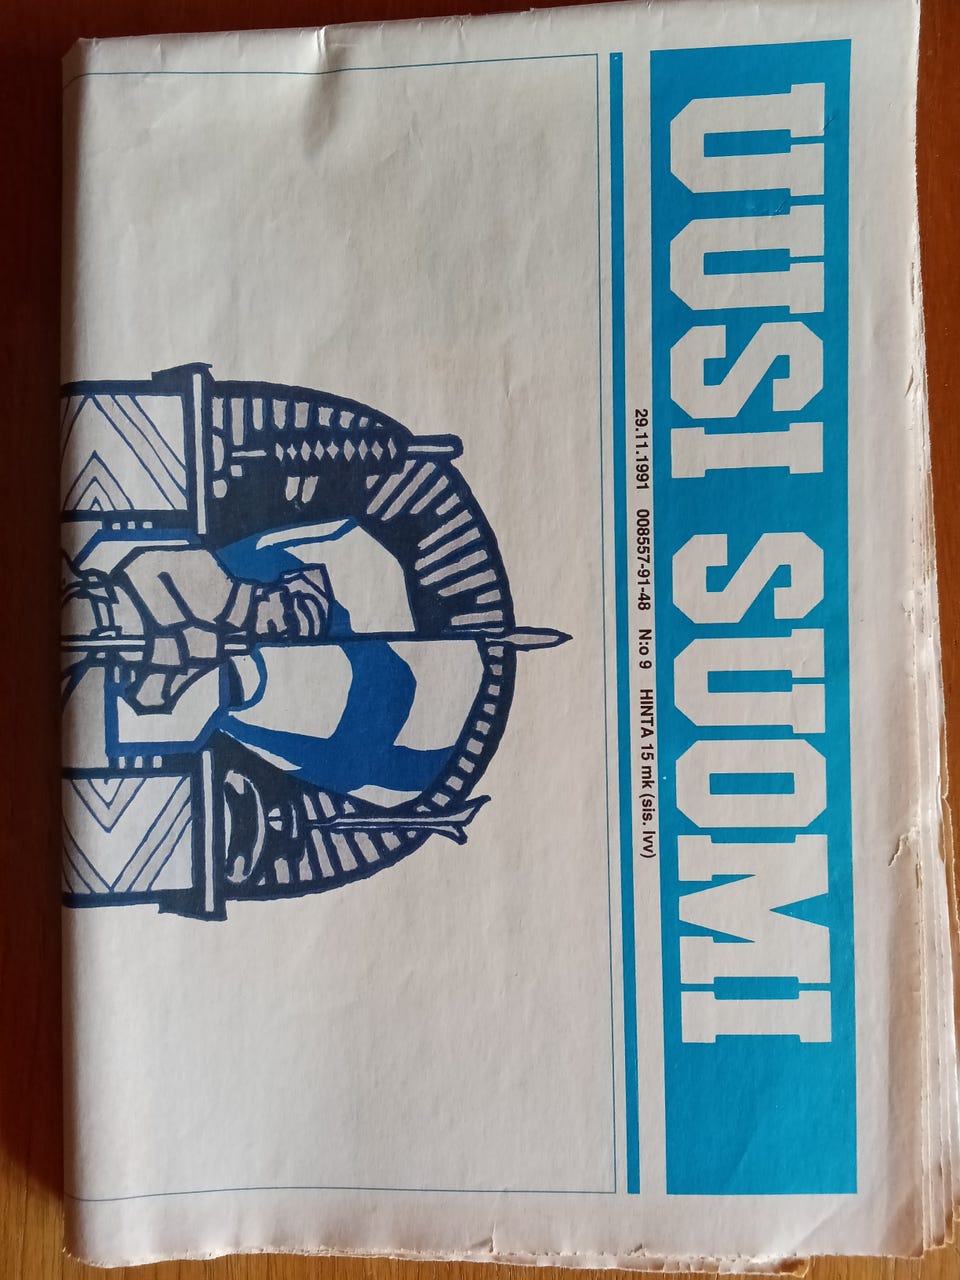 UUSI SUOMI
29.11.1991 008557-91-48 N:o 9 HINTA 15 mk (sis. lvv)